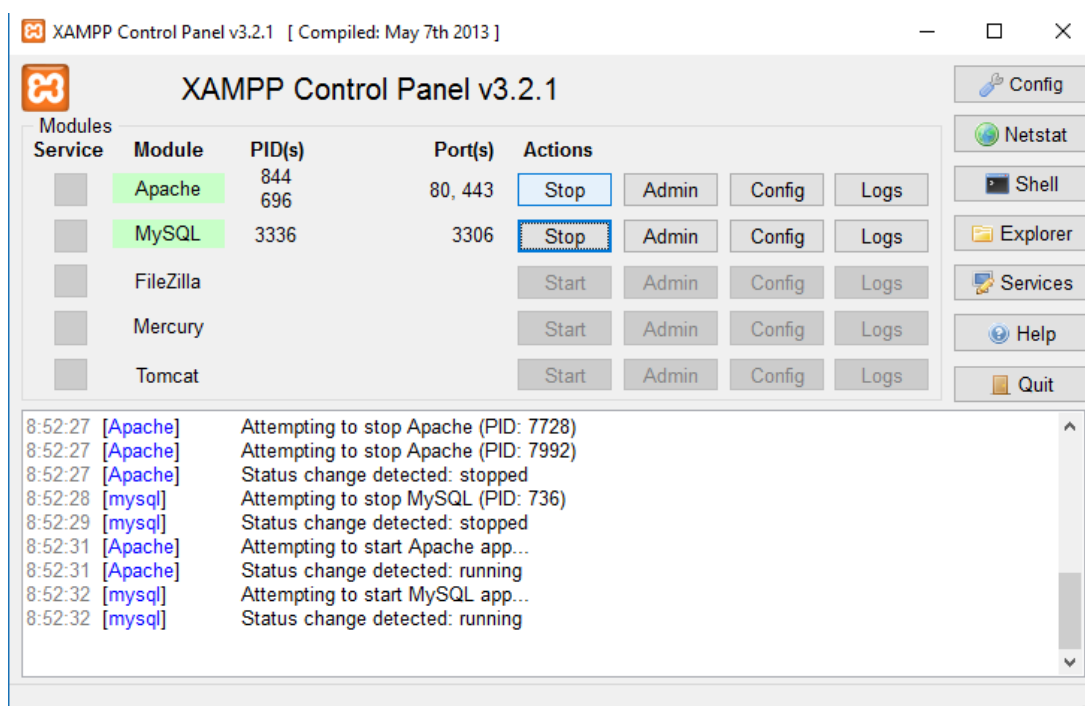 XAMPP Control Panel v3.2.1 [ Compiled: May 7th 2013 ]
XAMPP Control Panel v3.2.1
Config
Modules
Netstat
Service Module PID(s) Port(s) Actions
Apache 844 696 80, 443 Stop Admin Config Logs
Shell
MySQL 3336 3306 Stop Admin Config Logs
Explorer
FileZilla Start Admin Config Logs
Services
Mercury Start Admin Config Logs
Help
Tomcat Start Admin Config Logs
Quit
8:52:27 [Apache] Attempting to stop Apache (PID: 7728)
8:52:27 [Apache] Attempting to stop Apache (PID: 7992)
8:52:27 [Apache] Status change detected: stopped
8:52:28 [mysql] Attempting to stop MySQL (PID: 736)
8:52:29 [mysql] Status change detected: stopped
8:52:31 [Apache] Attempting to start Apache app...
8:52:31 [Apache] Status change detected: running
8:52:32 [mysql] Attempting to start MySQL app...
8:52:32 [mysql] Status change detected: running